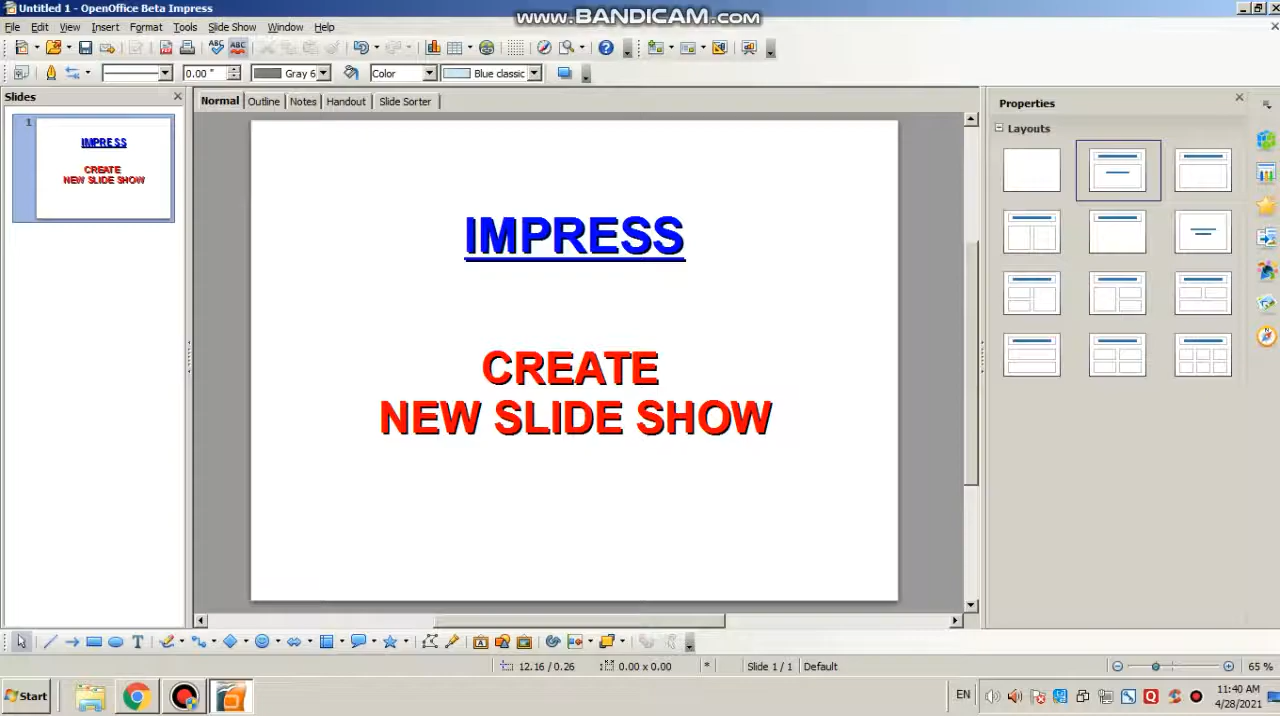 Untitled 1 - OpenOffice Beta Impress
www.BANDICAM.com
File Edit View Insert Format Tools Slide Show Window Help
0.00 " Gray 6 Color Blue classic
Slides
Normal Outline Notes Handout Slide Sorter
Properties
Layouts
1
IMPRESS
CREATE
NEW SLIDE SHOW
IMPRESS
CREATE
NEW SLIDE SHOW
12.16 / 0.26 0.00 x 0.00 * Slide 1 / 1 Default 65 %
Start EN 11:40 AM
4/28/2021